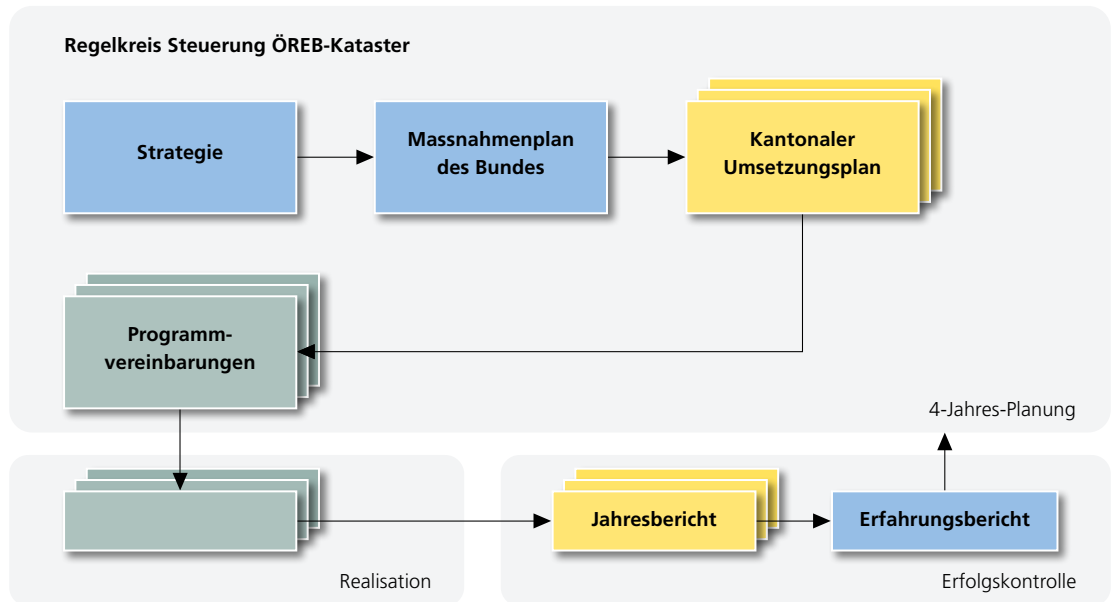 Regelkreis Steuerung ÖREB-Kataster
Strategie
Massnahmenplan
des Bundes
Kantonaler
Umsetzungsplan
Programm-
vereinbarungen
4-Jahres-Planung
Jahresbericht
Erfahrungsbericht
Realisation
Erfolgskontrolle